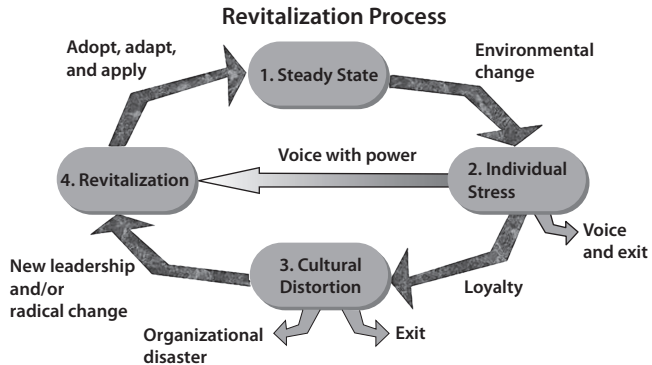 Revitalization Process
Adopt, adapt,
and apply
1. Steady State
Environmental
change
Voice with power
4. Revitalization
2. Individual
Stress
Voice
and exit
New leadership
and/or
radical change
3. Cultural
Distortion
Loyalty
Organizational
disaster
Exit